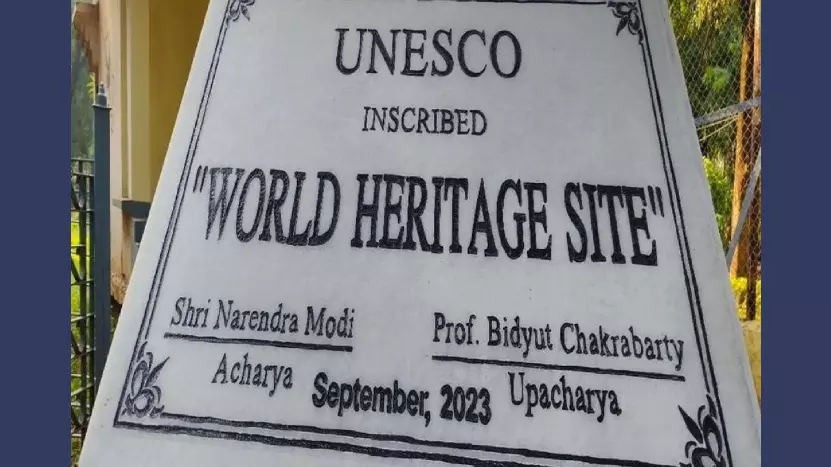 UNESCO
INSCRIBED
"WORLD HERITAGE SITE"
Shri Narendra Modi Prof. Bidyut Chakrabarty
Acharya September, 2023 Upacharya